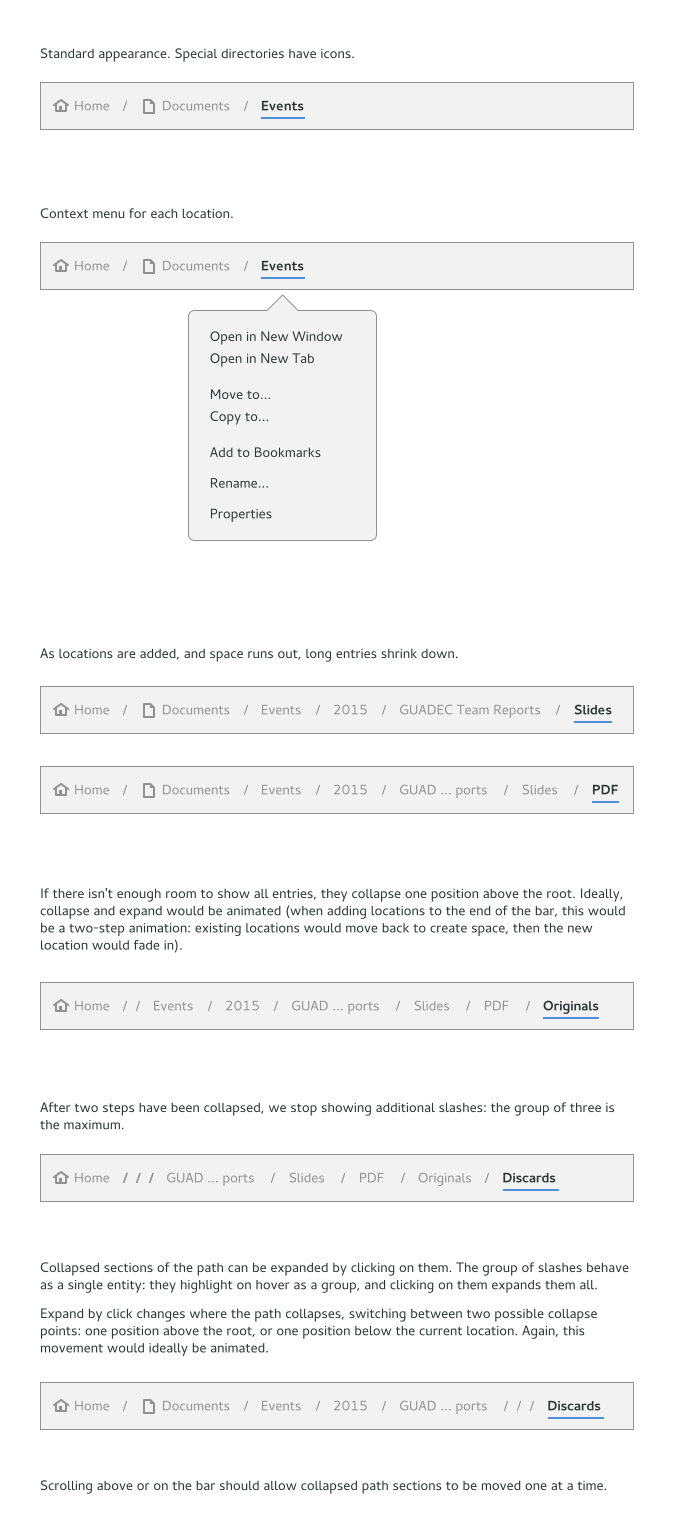 Standard appearance. Special directories have icons.
Home / Documents / Events
Context menu for each location.
Home / Documents / Events
Open in New Window
Open in New Tab
Move to...
Copy to...
Add to Bookmarks
Rename...
Properties
As locations are added, and space runs out, long entries shrink down.
Home / Documents / Events / 2015 / GUADEC Team Reports / Slides
Home / Documents / Events / 2015 / GUAD ... ports / Slides / PDF
If there isn't enough room to show all entries, they collapse one position above the root. Ideally,
collapse and expand would be animated (when adding locations to the end of the bar, this would
be a two-step animation: existing locations would move back to create space, then the new
location would fade in).
Home / / Events / 2015 / GUAD ... ports / Slides / PDF / Originals
After two steps have been collapsed, we stop showing additional slashes: the group of three is
the maximum.
Home / / / GUAD ... ports / Slides / PDF / Originals / Discards
Collapsed sections of the path can be expanded by clicking on them. The group of slashes behave
as a single entity: they highlight on hover as a group, and clicking on them expands them all.
Expand by click changes where the path collapses, switching between two possible collapse
points: one position above the root, or one position below the current location. Again, this
movement would ideally be animated.
Home / Documents / Events / 2015 / GUAD ... ports / / / Discards
Scrolling above or on the bar should allow collapsed path sections to be moved one at a time.